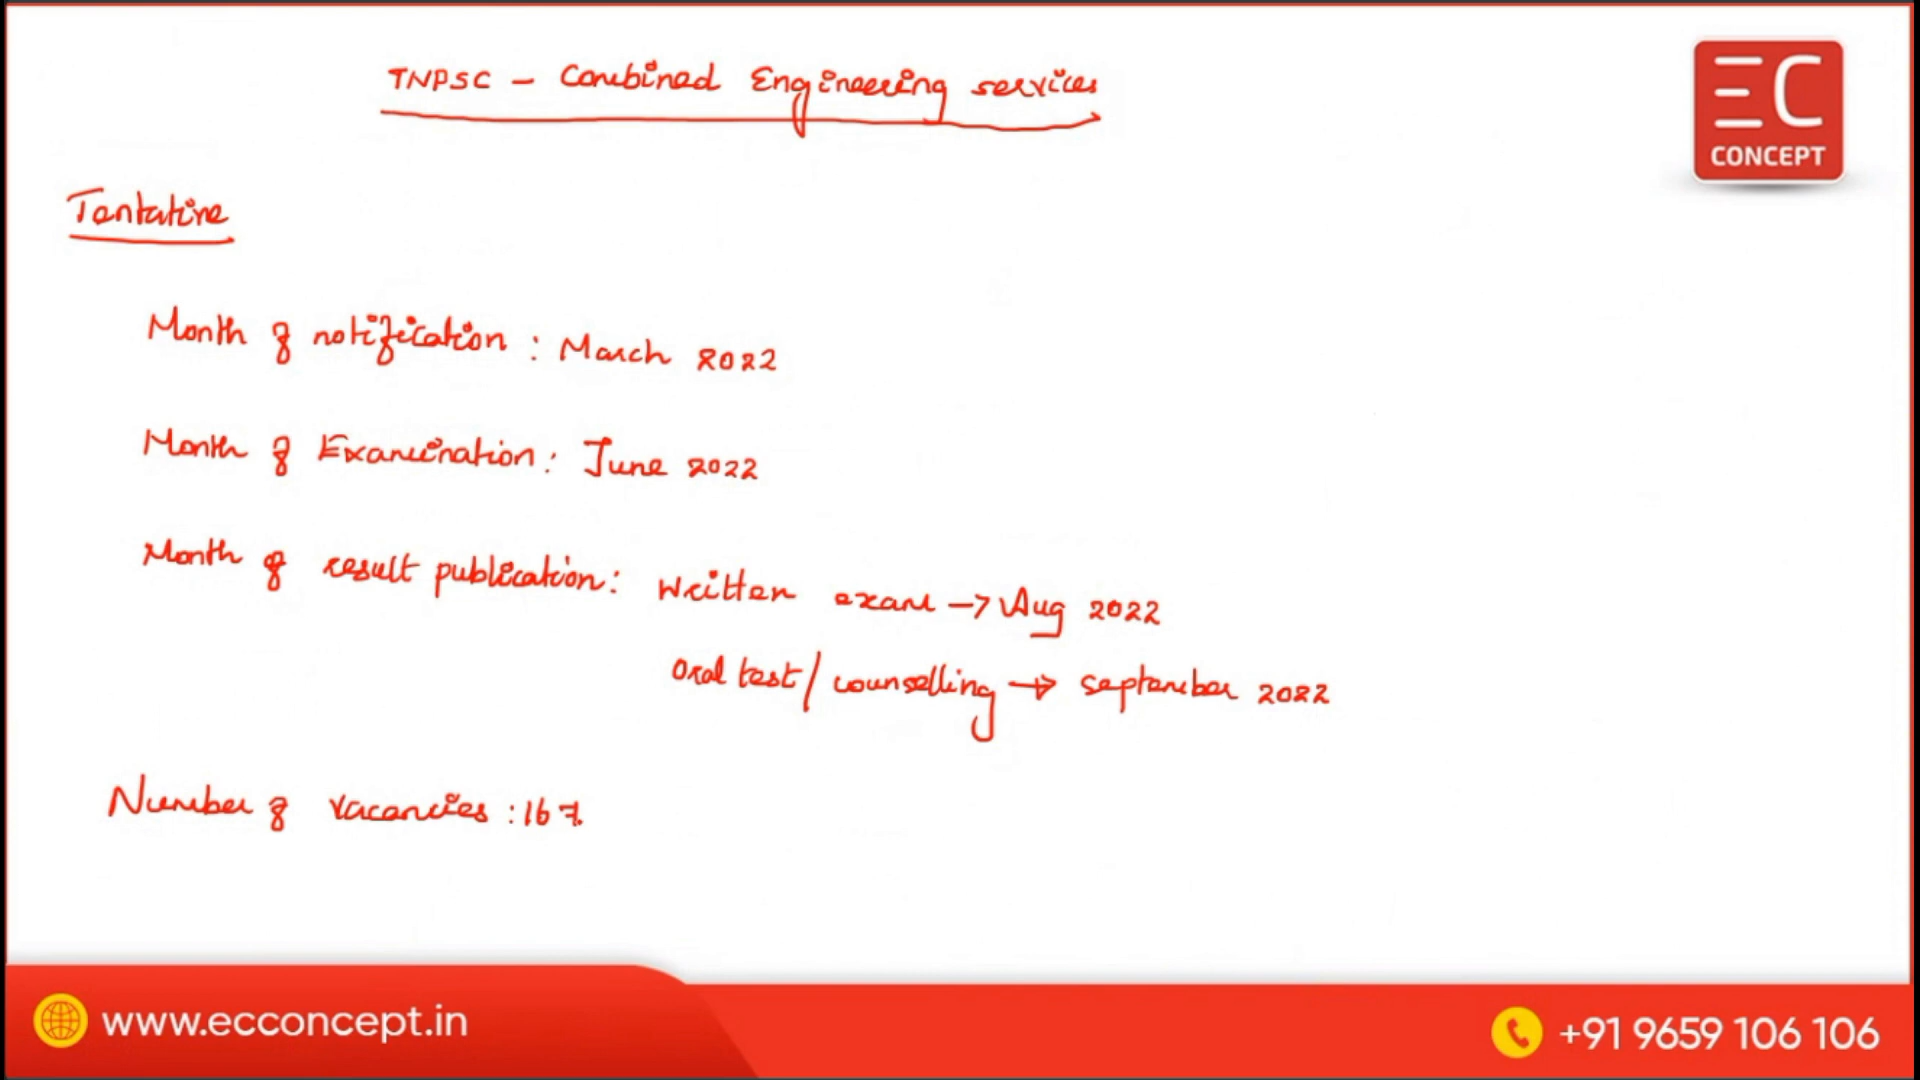 TNPSC - Combined Engineering services
EC
CONCEPT
Tentative
Month of notification : March 2022
Month of Examination : June 2022
Month of result publication : Written exam → Aug 2022
Oral test / counselling → September 2022
Number of vacancies : 167.
www.ecconcept.in
+91 9659 106 106